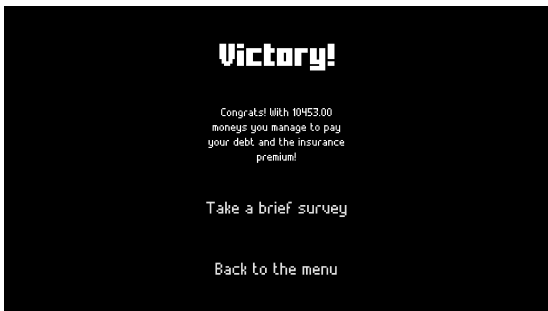 Victory!
Congrats! With 10453.00
moneys you manage to pay
your debt and the insurance
premium!
Take a brief survey
Back to the menu